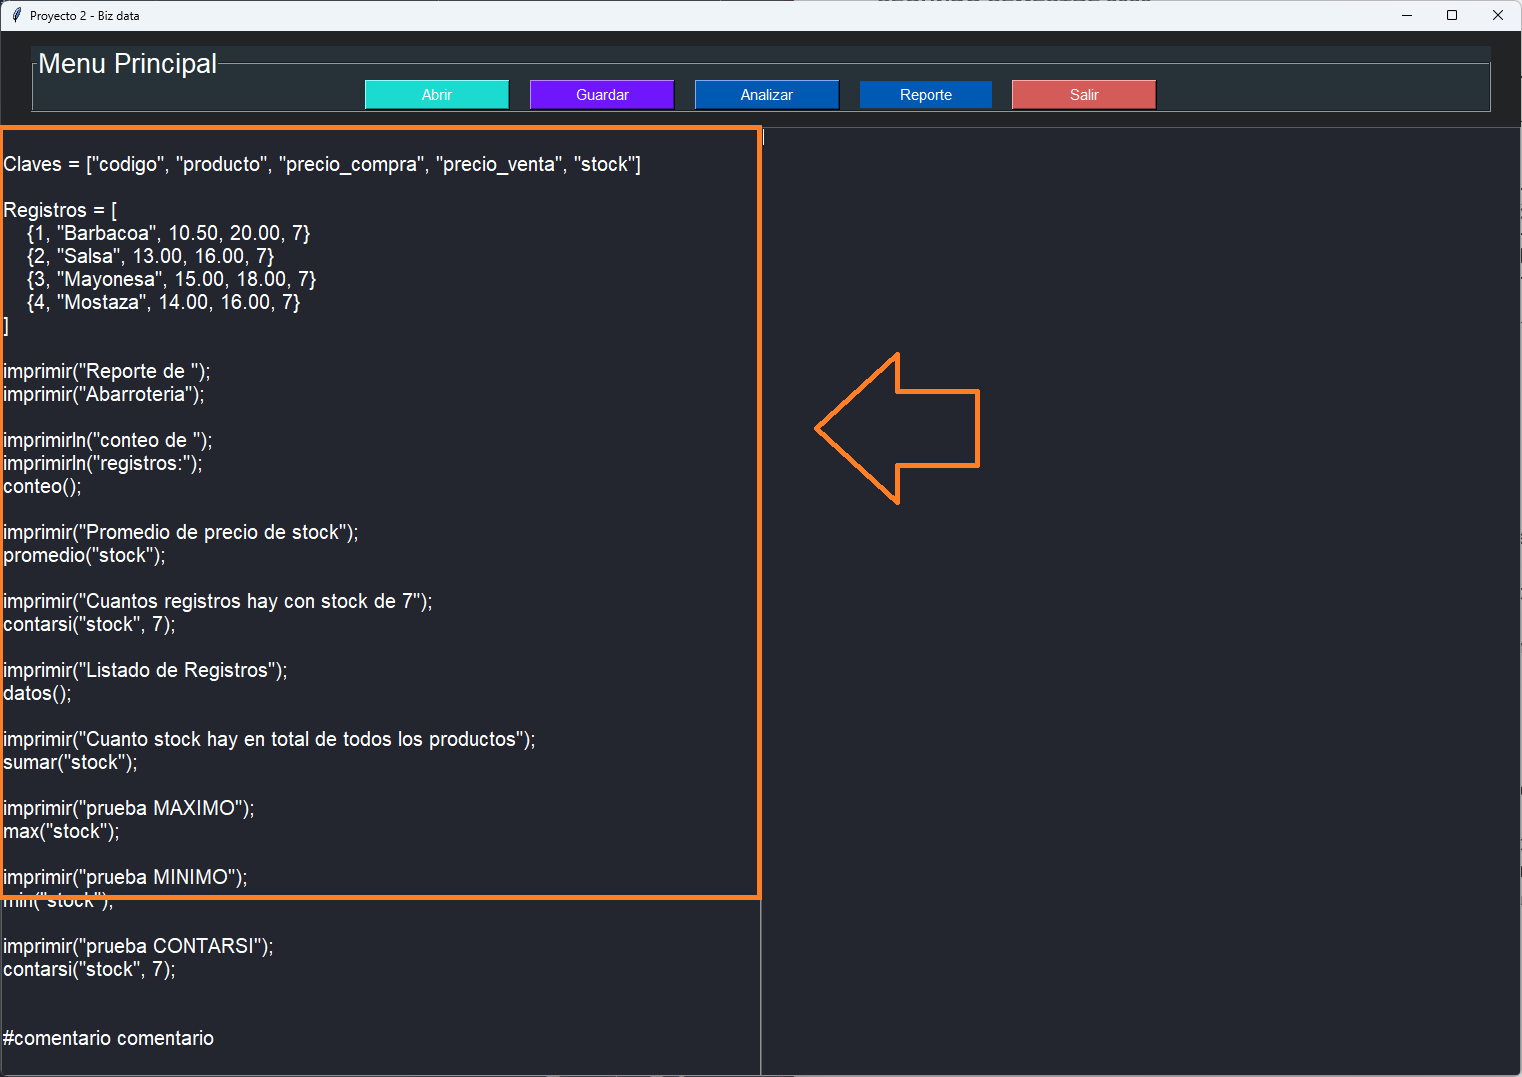 Proyecto 2 - Biz data
Menu Principal
Abrir Guardar Analizar Reporte Salir
Claves = ["codigo", "producto", "precio_compra", "precio_venta", "stock"]
Registros = [
{1, "Barbacoa", 10.50, 20.00, 7}
{2, "Salsa", 13.00, 16.00, 7}
{3, "Mayonesa", 15.00, 18.00, 7}
{4, "Mostaza", 14.00, 16.00, 7}
]
imprimir("Reporte de ");
imprimir("Abarroteria");
imprimirln("conteo de ");
imprimirln("registros:");
conteo();
imprimir("Promedio de precio de stock");
promedio("stock");
imprimir("Cuantos registros hay con stock de 7");
contarsi("stock", 7);
imprimir("Listado de Registros");
datos();
imprimir("Cuanto stock hay en total de todos los productos");
sumar("stock");
imprimir("prueba MAXIMO");
max("stock");
imprimir("prueba MINIMO");
min("stock");
imprimir("prueba CONTARSI");
contarsi("stock", 7);
#comentario comentario